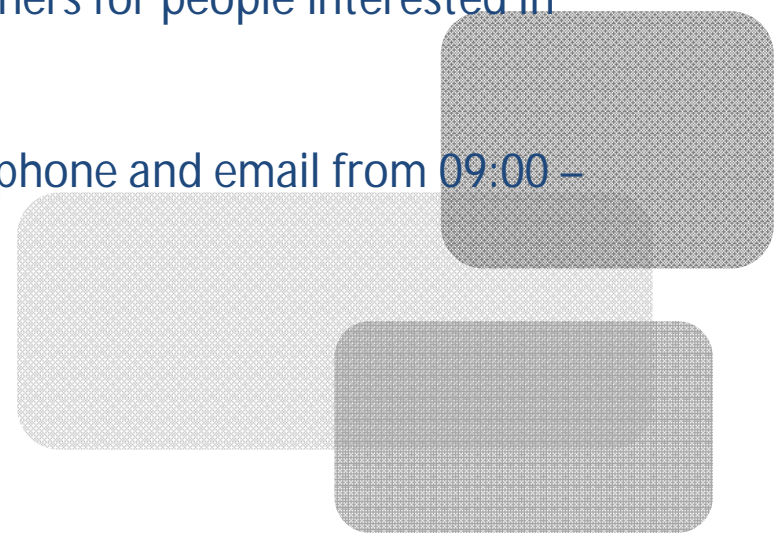 ners for people interested in
phone and email from 09:00 –